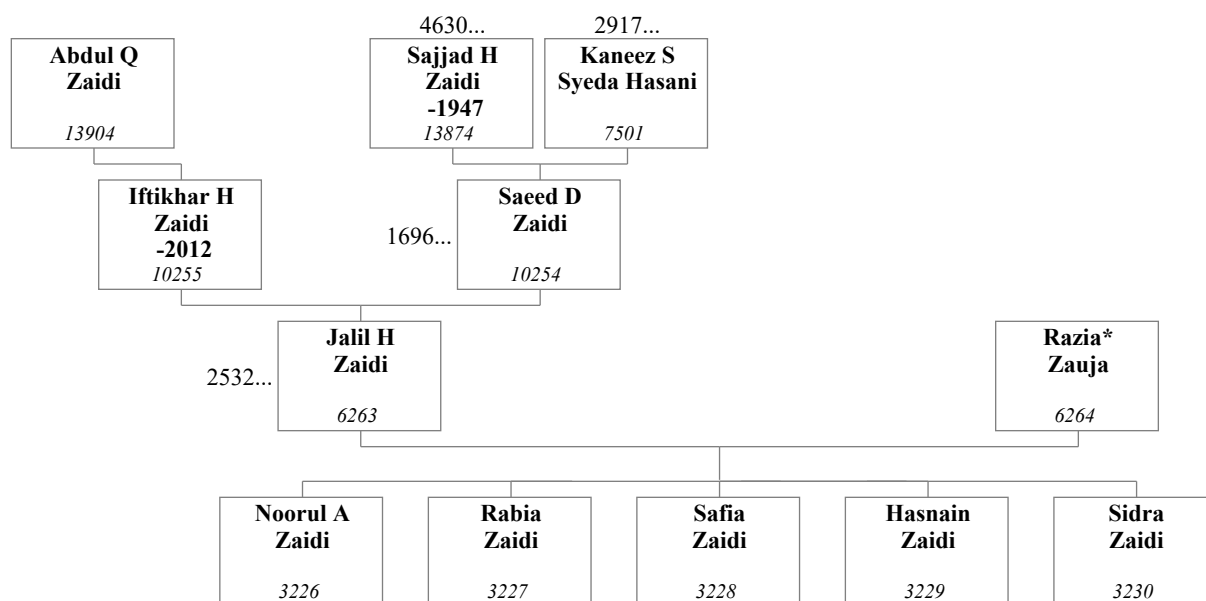 4630...
2917...
Abdul Q
Zaidi
13904
Sajjad H
Zaidi
-1947
13874
Kaneez S
Syeda Hasani
7501
Iftikhar H
Zaidi
-2012
10255
1696...
Saeed D
Zaidi
10254
2532...
Jalil H
Zaidi
6263
Razia*
Zauja
6264
Noorul A
Zaidi
3226
Rabia
Zaidi
3227
Safia
Zaidi
3228
Hasnain
Zaidi
3229
Sidra
Zaidi
3230